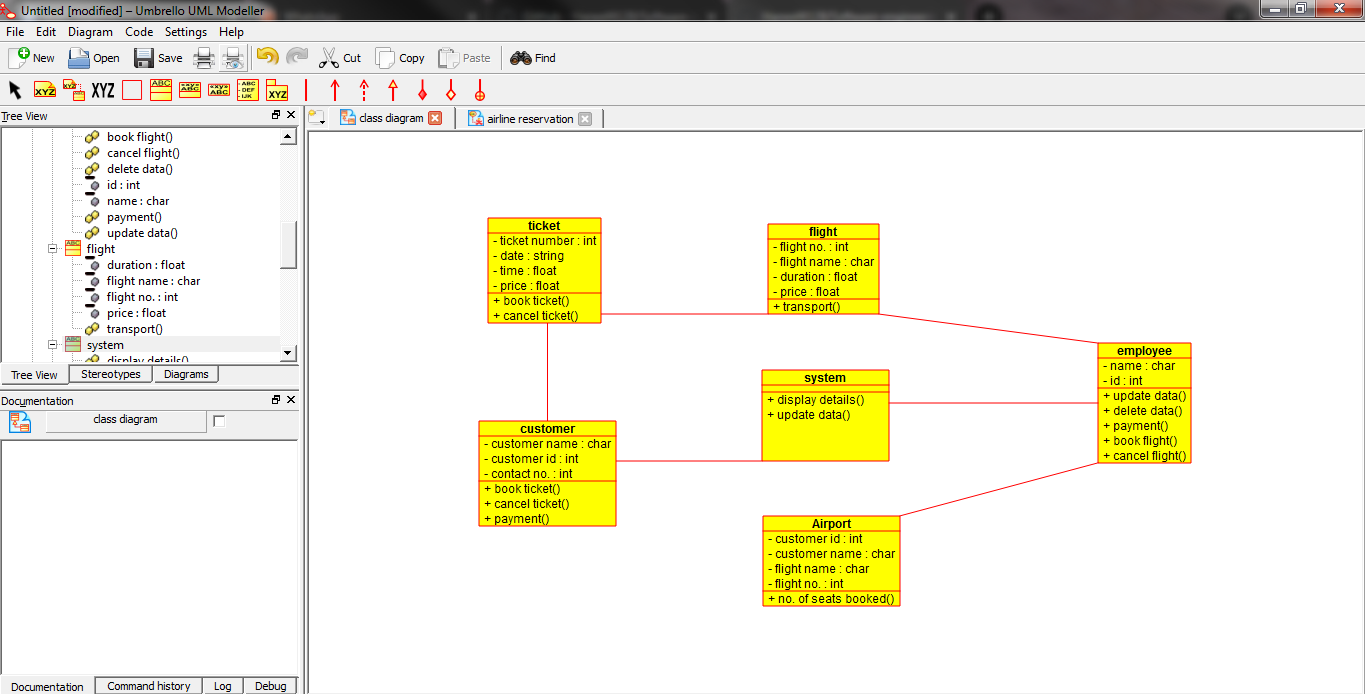 Untitled [modified] – Umbrello UML Modeller
File Edit Diagram Code Settings Help
New Open Save Cut Copy Paste Find
XYZ XYZ XYZ ABC ABC ABC ABC DEF IJK XYZ
Tree View
class diagram
airline reservation
book flight()
cancel flight()
delete data()
id : int
name : char
payment()
update data()
flight
duration : float
flight name : char
flight no. : int
price : float
transport()
system
display details()
Tree View Stereotypes Diagrams
Documentation
class diagram
Documentation Command history Log Debug
ticket
- ticket number : int
- date : string
- time : float
- price : float
+ book ticket()
+ cancel ticket()
flight
- flight no. : int
- flight name : char
- duration : float
- price : float
+ transport()
employee
- name : char
- id : int
+ update data()
+ delete data()
+ payment()
+ book flight()
+ cancel flight()
system
+ display details()
+ update data()
customer
- customer name : char
- customer id : int
- contact no. : int
+ book ticket()
+ cancel ticket()
+ payment()
Airport
- customer id : int
- customer name : char
- flight name : char
- flight no. : int
+ no. of seats booked()